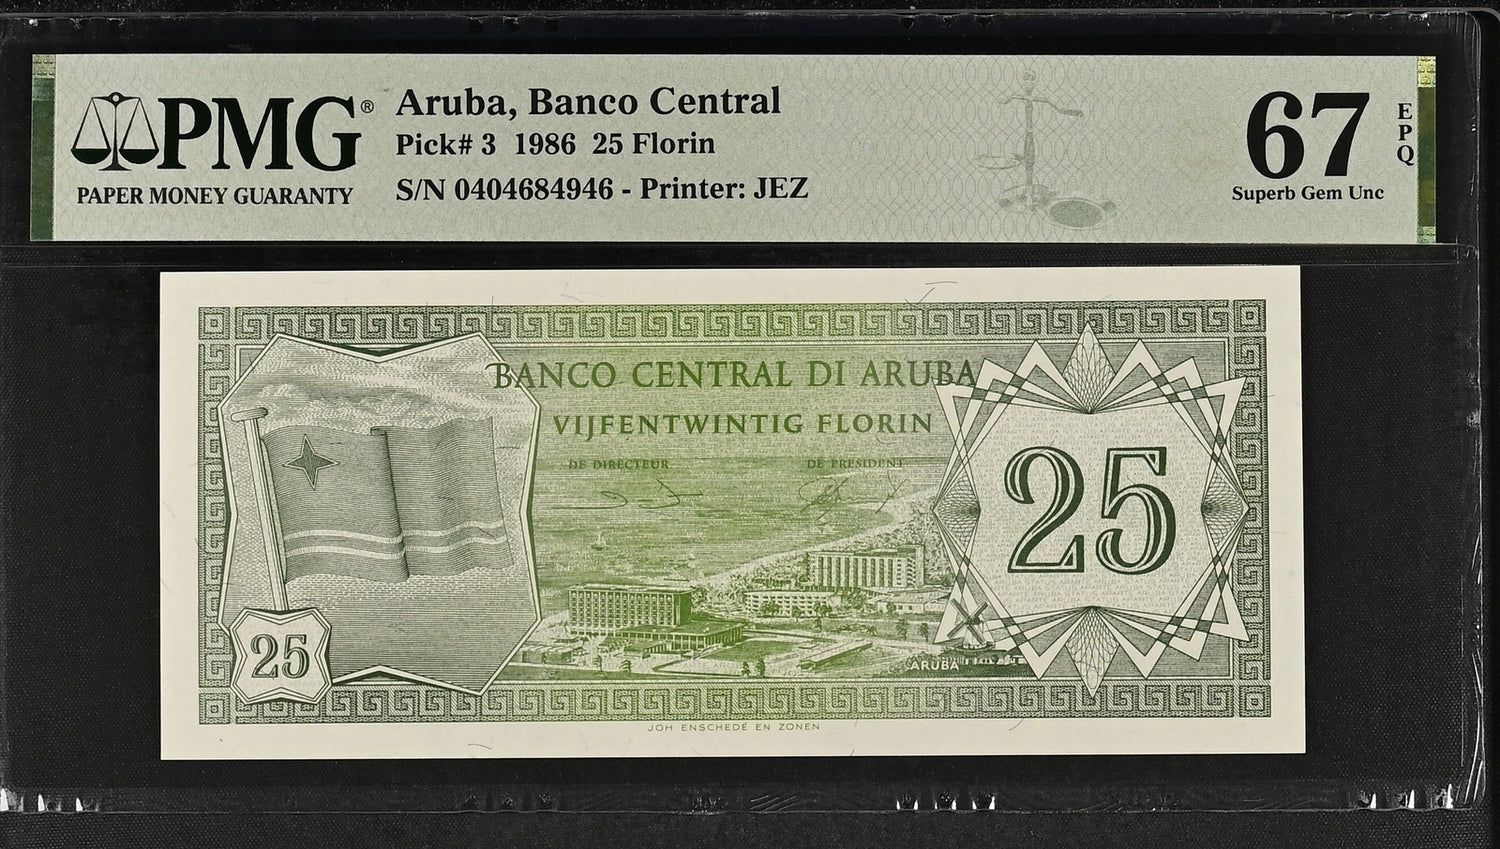 PMG®
PAPER MONEY GUARANTY
Aruba, Banco Central
Pick# 3 1986 25 Florin
S/N 0404684946 - Printer: JEZ
67
EPQ
Superb Gem Unc
BANCO CENTRAL DI ARUBA
VIJFENTWINTIG FLORIN
DE DIRECTEUR
DE PRESIDENT
25
25
ARUBA
JOH ENSCHEDÉ EN ZONEN